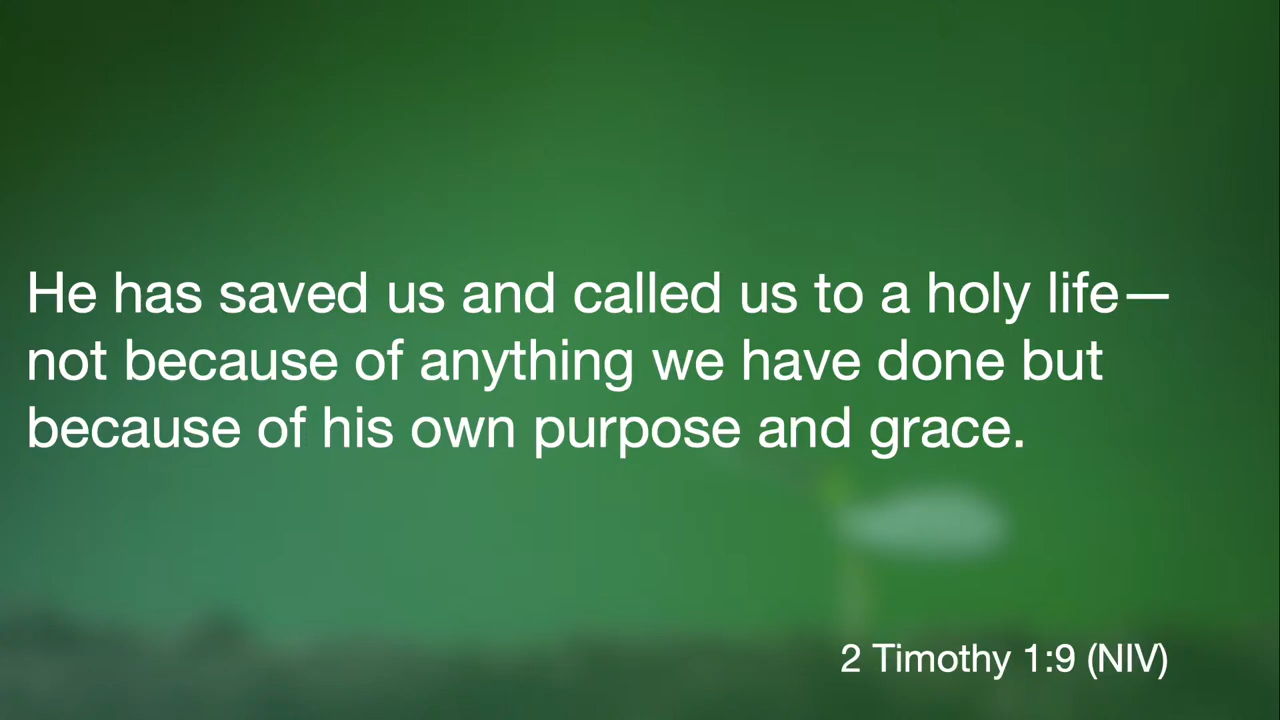 He has saved us and called us to a holy life—
not because of anything we have done but
because of his own purpose and grace.
2 Timothy 1:9 (NIV)